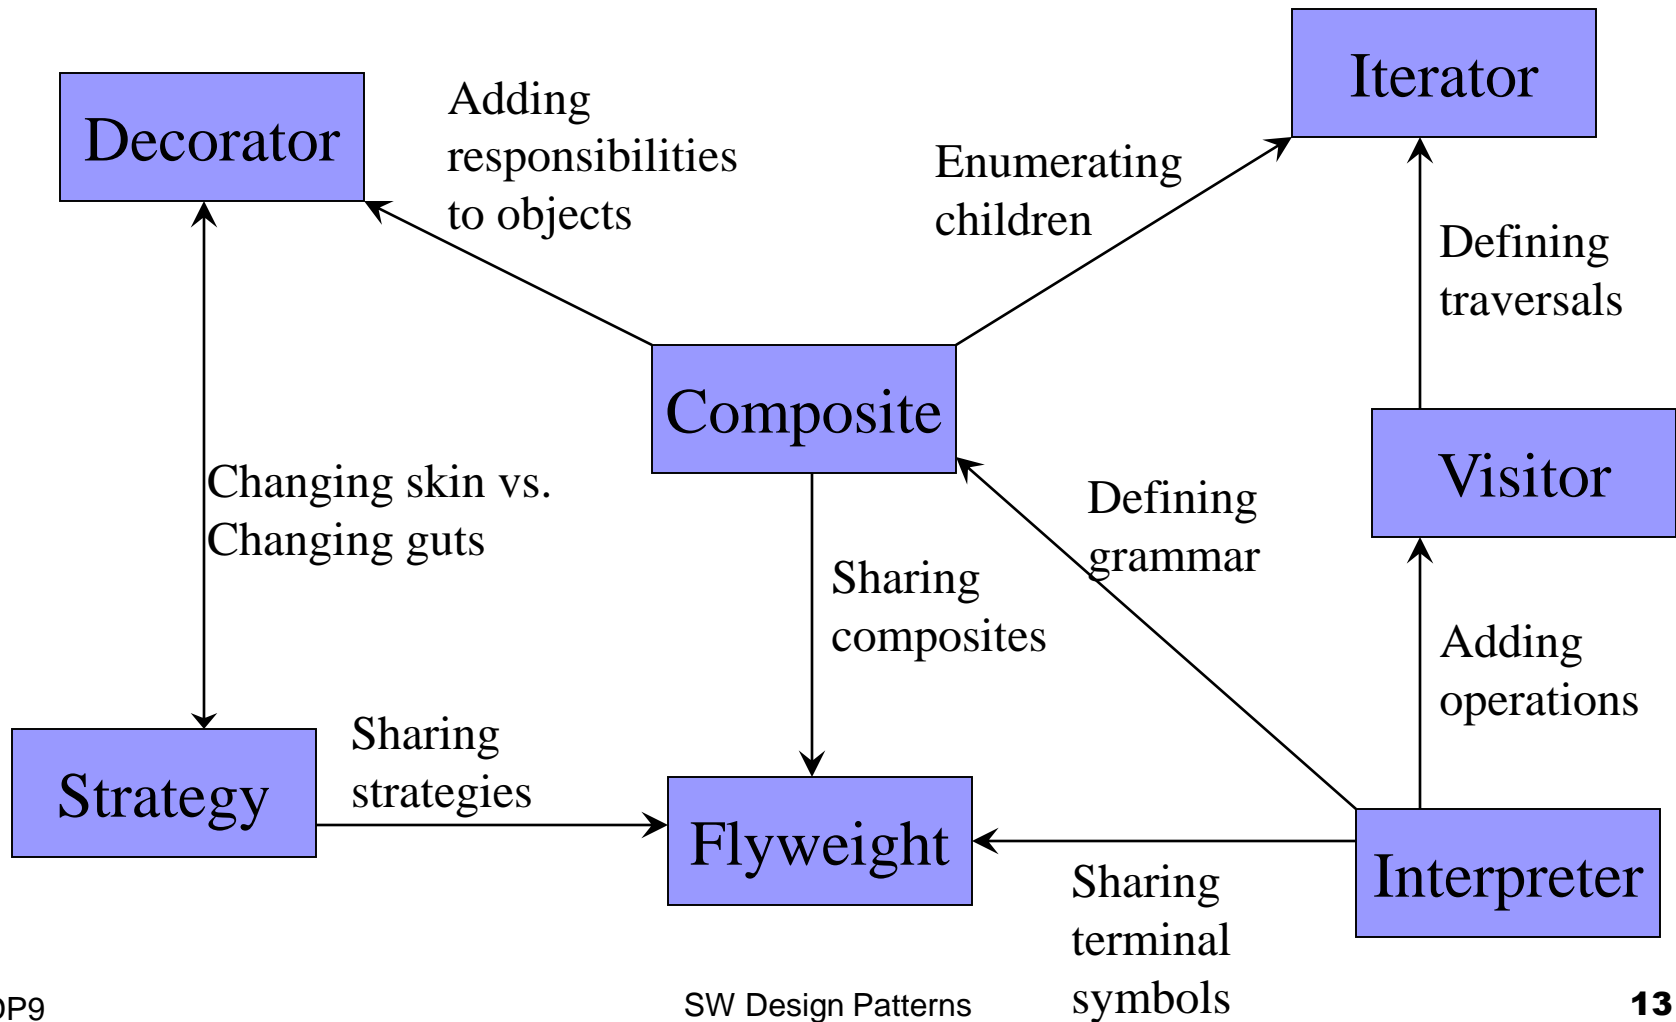 Iterator
Decorator
Adding
responsibilities
to objects
Enumerating
children
Defining
traversals
Composite
Visitor
Changing skin vs.
Changing guts
Defining
grammar
Sharing
composites
Adding
operations
Strategy
Sharing
strategies
Flyweight
Interpreter
Sharing
terminal
symbols
DP9
SW Design Patterns
13